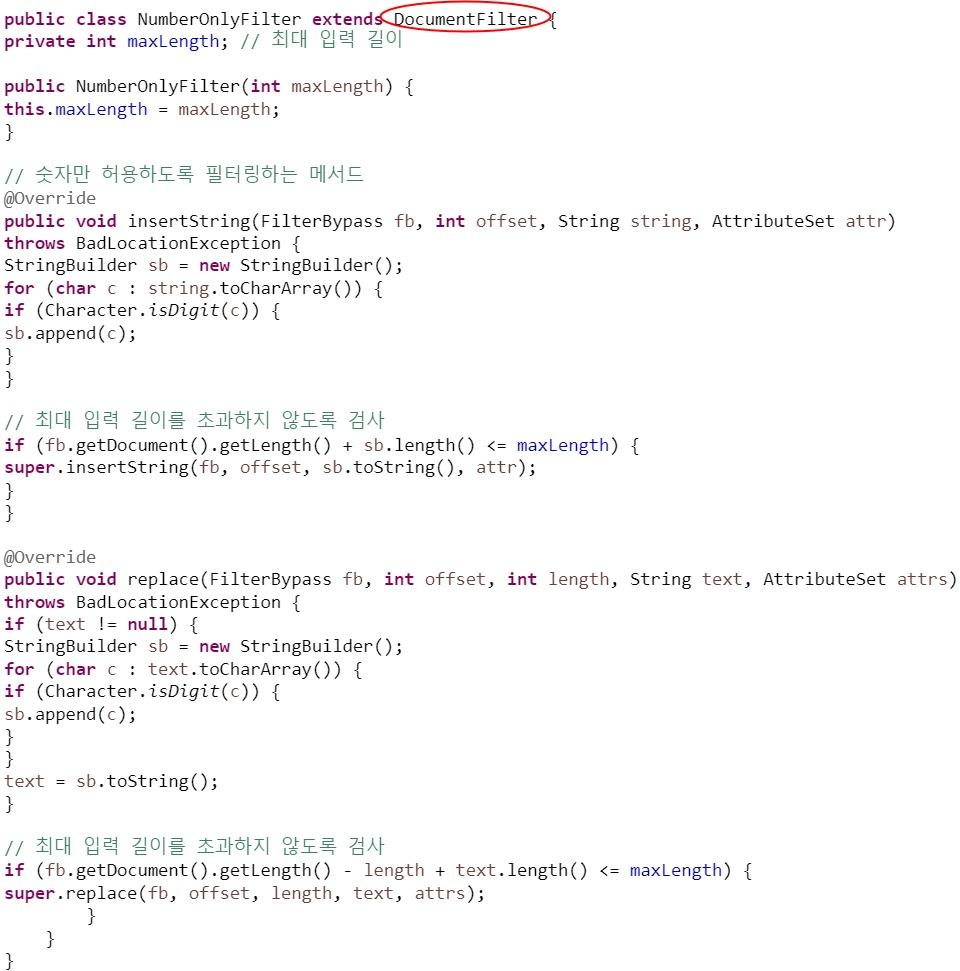 public class NumberOnlyFilter extends DocumentFilter {
private int maxLength; // 최대 입력 길이
public NumberOnlyFilter(int maxLength) {
this.maxLength = maxLength;
}
// 숫자만 허용하도록 필터링하는 메서드
@Override
public void insertString(FilterBypass fb, int offset, String string, AttributeSet attr)
throws BadLocationException {
StringBuilder sb = new StringBuilder();
for (char c : string.toCharArray()) {
if (Character.isDigit(c)) {
sb.append(c);
}
}
// 최대 입력 길이를 초과하지 않도록 검사
if (fb.getDocument().getLength() + sb.length() <= maxLength) {
super.insertString(fb, offset, sb.toString(), attr);
}
}
@Override
public void replace(FilterBypass fb, int offset, int length, String text, AttributeSet attrs)
throws BadLocationException {
if (text != null) {
StringBuilder sb = new StringBuilder();
for (char c : text.toCharArray()) {
if (Character.isDigit(c)) {
sb.append(c);
}
}
text = sb.toString();
}
// 최대 입력 길이를 초과하지 않도록 검사
if (fb.getDocument().getLength() - length + text.length() <= maxLength) {
super.replace(fb, offset, length, text, attrs);
}
}
}